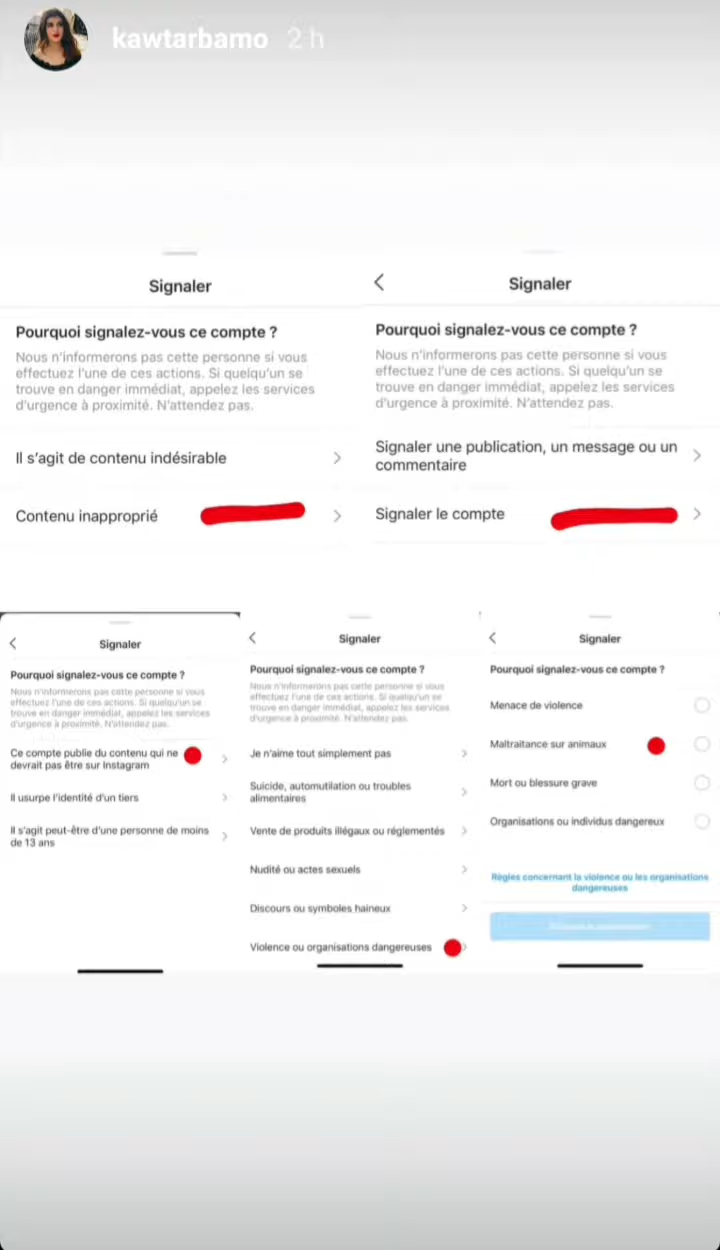 kawtarbamo 2 h
Signaler
Pourquoi signalez-vous ce compte ?
Nous n'informerons pas cette personne si vous
effectuez l'une de ces actions. Si quelqu'un se
trouve en danger immédiat, appelez les services
d'urgence à proximité. N'attendez pas.
Il s'agit de contenu indésirable
Contenu inapproprié
Signaler
Pourquoi signalez-vous ce compte ?
Nous n'informerons pas cette personne si vous
effectuez l'une de ces actions. Si quelqu'un se
trouve en danger immédiat, appelez les services
d'urgence à proximité. N'attendez pas.
Signaler une publication, un message ou un
commentaire
Signaler le compte
Signaler
Pourquoi signalez-vous ce compte ?
Nous n'informerons pas cette personne si vous
effectuez l'une de ces actions. Si quelqu'un se
trouve en danger immédiat, appelez les services
d'urgence à proximité. N'attendez pas.
Ce compte publie du contenu qui ne
devrait pas être sur Instagram
Il usurpe l'identité d'un tiers
Il s'agit peut-être d'une personne de moins
de 13 ans
Signaler
Pourquoi signalez-vous ce compte ?
Nous n'informerons pas cette personne si vous
effectuez l'une de ces actions. Si quelqu'un se
trouve en danger immédiat, appelez les services
d'urgence à proximité. N'attendez pas.
Je n'aime tout simplement pas
Suicide, automutilation ou troubles
alimentaires
Vente de produits illégaux ou réglementés
Nudité ou actes sexuels
Discours ou symboles haineux
Violence ou organisations dangereuses
Signaler
Pourquoi signalez-vous ce compte ?
Menace de violence
Maltraitance sur animaux
Mort ou blessure grave
Organisations ou individus dangereux
Règles concernant la violence ou les organisations
dangereuses